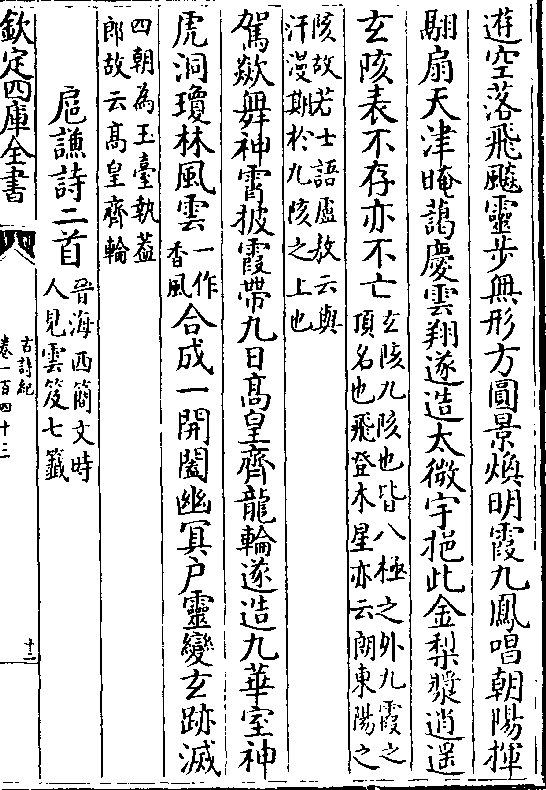 遊空落飛飈靈步無形方圓景煥明霞九鳳唱朝陽揮
翮扇天津晻藹慶雲翔遂造太微宇挹此金梨漿逍遥
玄陔表不存亦不亡
玄陔九陔也皆八極之外九霞之
頂名也飛登木星亦云朗東陽之
陔故若士語盧敖云與
汗漫期於九陔之上也
駕歘舞神霄披霞帶九日高皇齊龍輪遂造九華室神
虎洞瓊林風雲
一作
香風
合成一開闔幽冥户靈變玄跡滅
四朝為王臺執葢
郎故云高皇齊輪
扈謙詩二首
晉海西簡文時
人見雲笈七籤
欽定四庫全書
古詩紀
卷一百四十三
十二